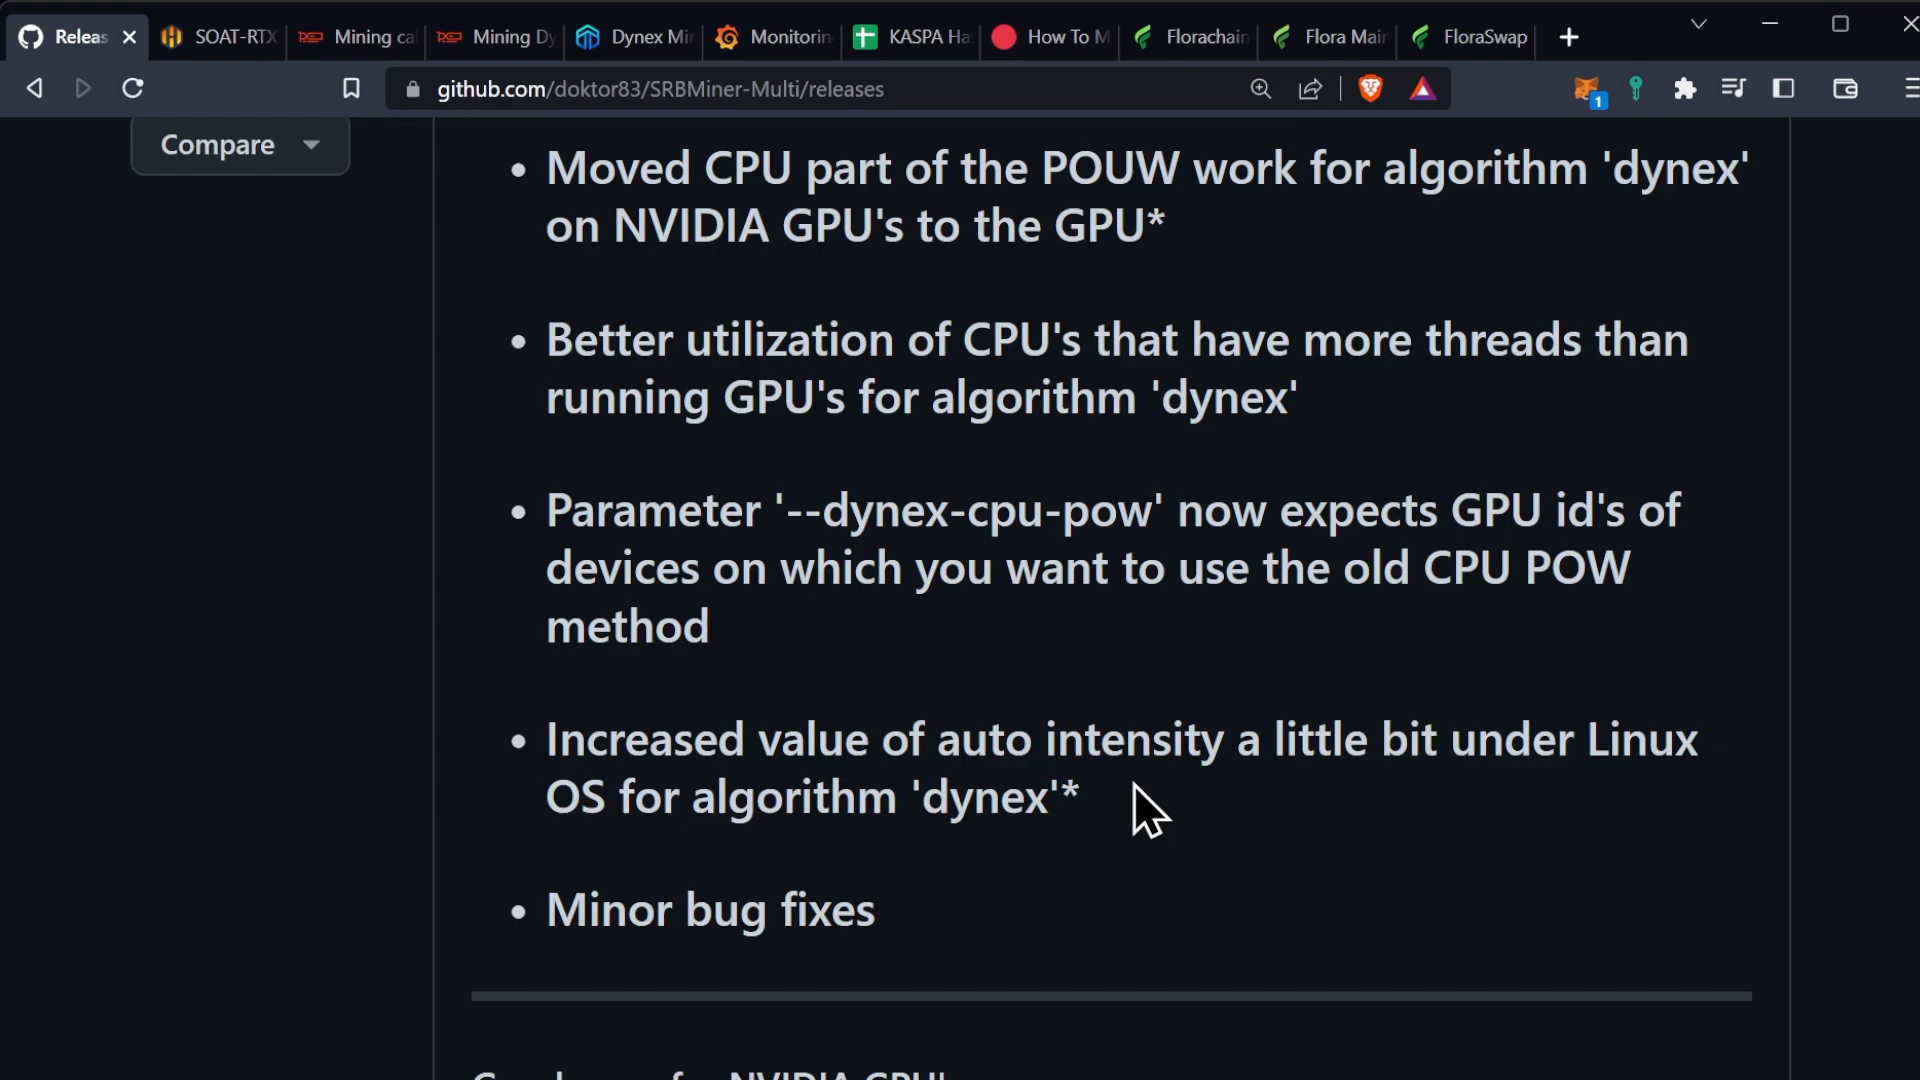 Releas
SOAT-RTX
Mining ca
Mining Dy
Dynex Mir
Monitorin
KASPA Ha
How To M
Florachain
Flora Main
FloraSwap
github.com/doktor83/SRBMiner-Multi/releases
1
Compare
• Moved CPU part of the POUW work for algorithm 'dynex'
on NVIDIA GPU's to the GPU*
• Better utilization of CPU's that have more threads than
running GPU's for algorithm 'dynex'
• Parameter '--dynex-cpu-pow' now expects GPU id's of
devices on which you want to use the old CPU POW
method
• Increased value of auto intensity a little bit under Linux
OS for algorithm 'dynex'*
• Minor bug fixes
NVIDIA GPU'